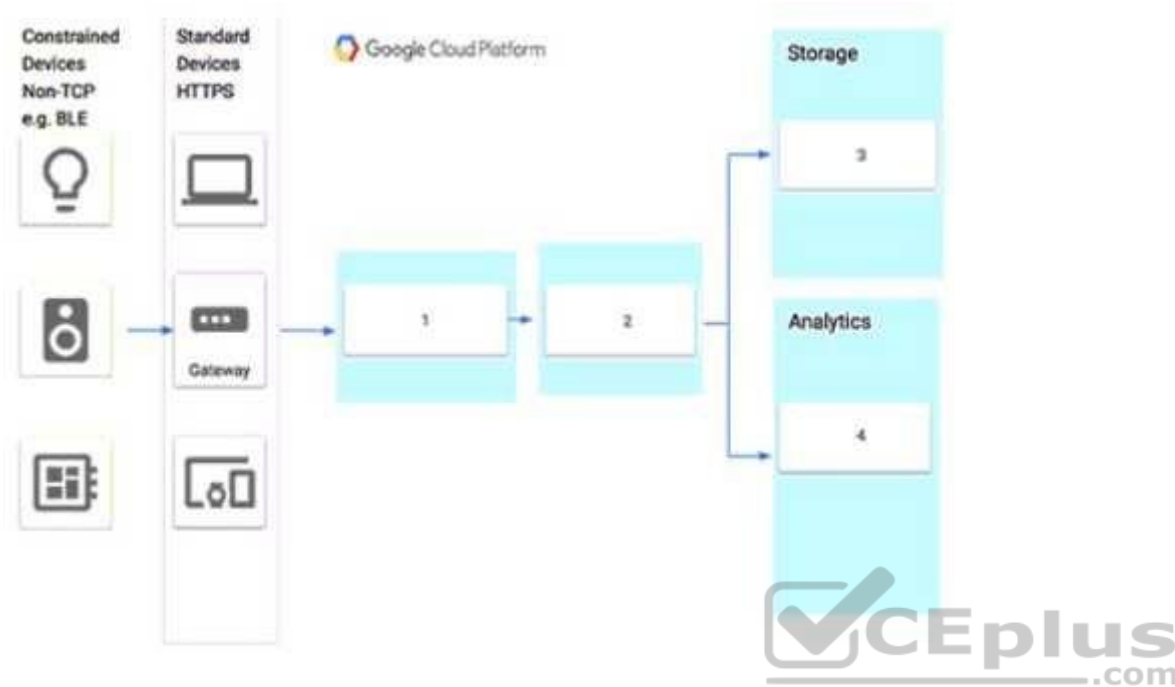 Constrained
Devices
Non-TCP
e.g. BLE
Standard
Devices
HTTPS
Google Cloud Platform
Storage
3
1
2
Gateway
Analytics
4
CEplus
.com